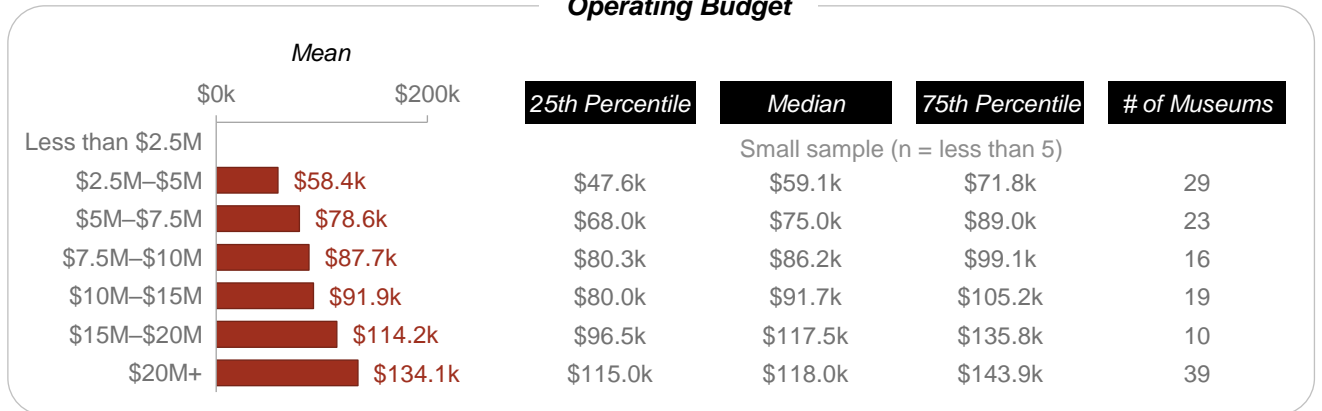 Operating Budget
Mean
$0k $200k 25th Percentile Median 75th Percentile # of Museums
Less than $2.5M Small sample (n = less than 5)
$2.5M–$5M $58.4k $47.6k $59.1k $71.8k 29
$5M–$7.5M $78.6k $68.0k $75.0k $89.0k 23
$7.5M–$10M $87.7k $80.3k $86.2k $99.1k 16
$10M–$15M $91.9k $80.0k $91.7k $105.2k 19
$15M–$20M $114.2k $96.5k $117.5k $135.8k 10
$20M+ $134.1k $115.0k $118.0k $143.9k 39